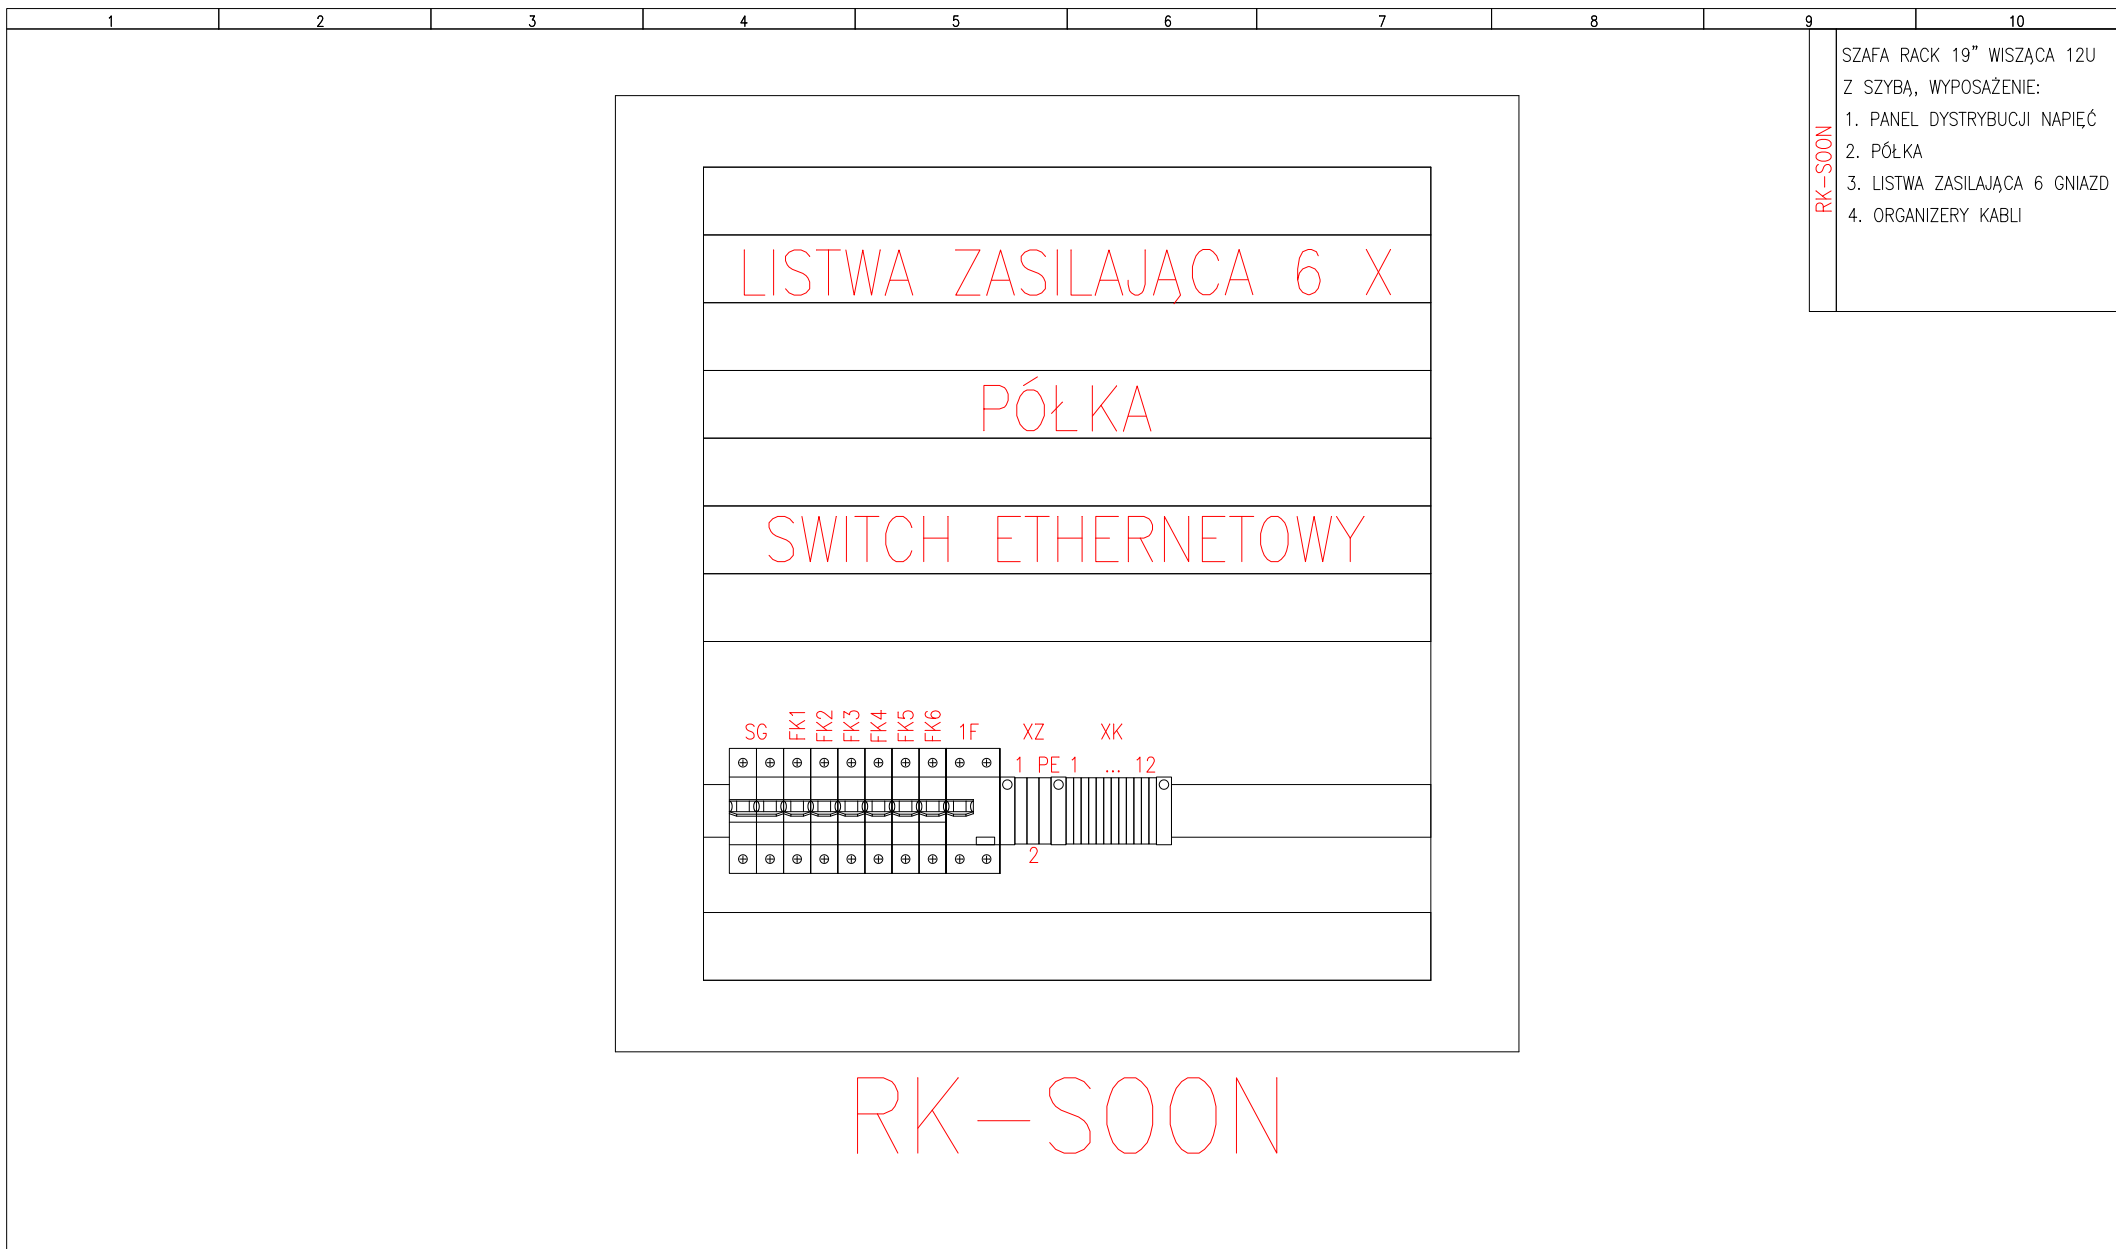 1 2 3 4 5 6 7 8 9 10
RK-SOON
SZAFA RACK 19" WISZĄCA 12U
Z SZYBĄ, WYPOSAŻENIE:
1. PANEL DYSTRYBUCJI NAPIĘĆ
2. PÓŁKA
3. LISTWA ZASILAJĄCA 6 GNIAZD
4. ORGANIZERY KABLI
LISTWA ZASILAJĄCA 6 X
PÓŁKA
SWITCH ETHERNETOWY
SG FK1 FK2 FK3 FK4 FK5 FK6 1F XZ XK
1 PE 1 ... 12
2
RK-SOON